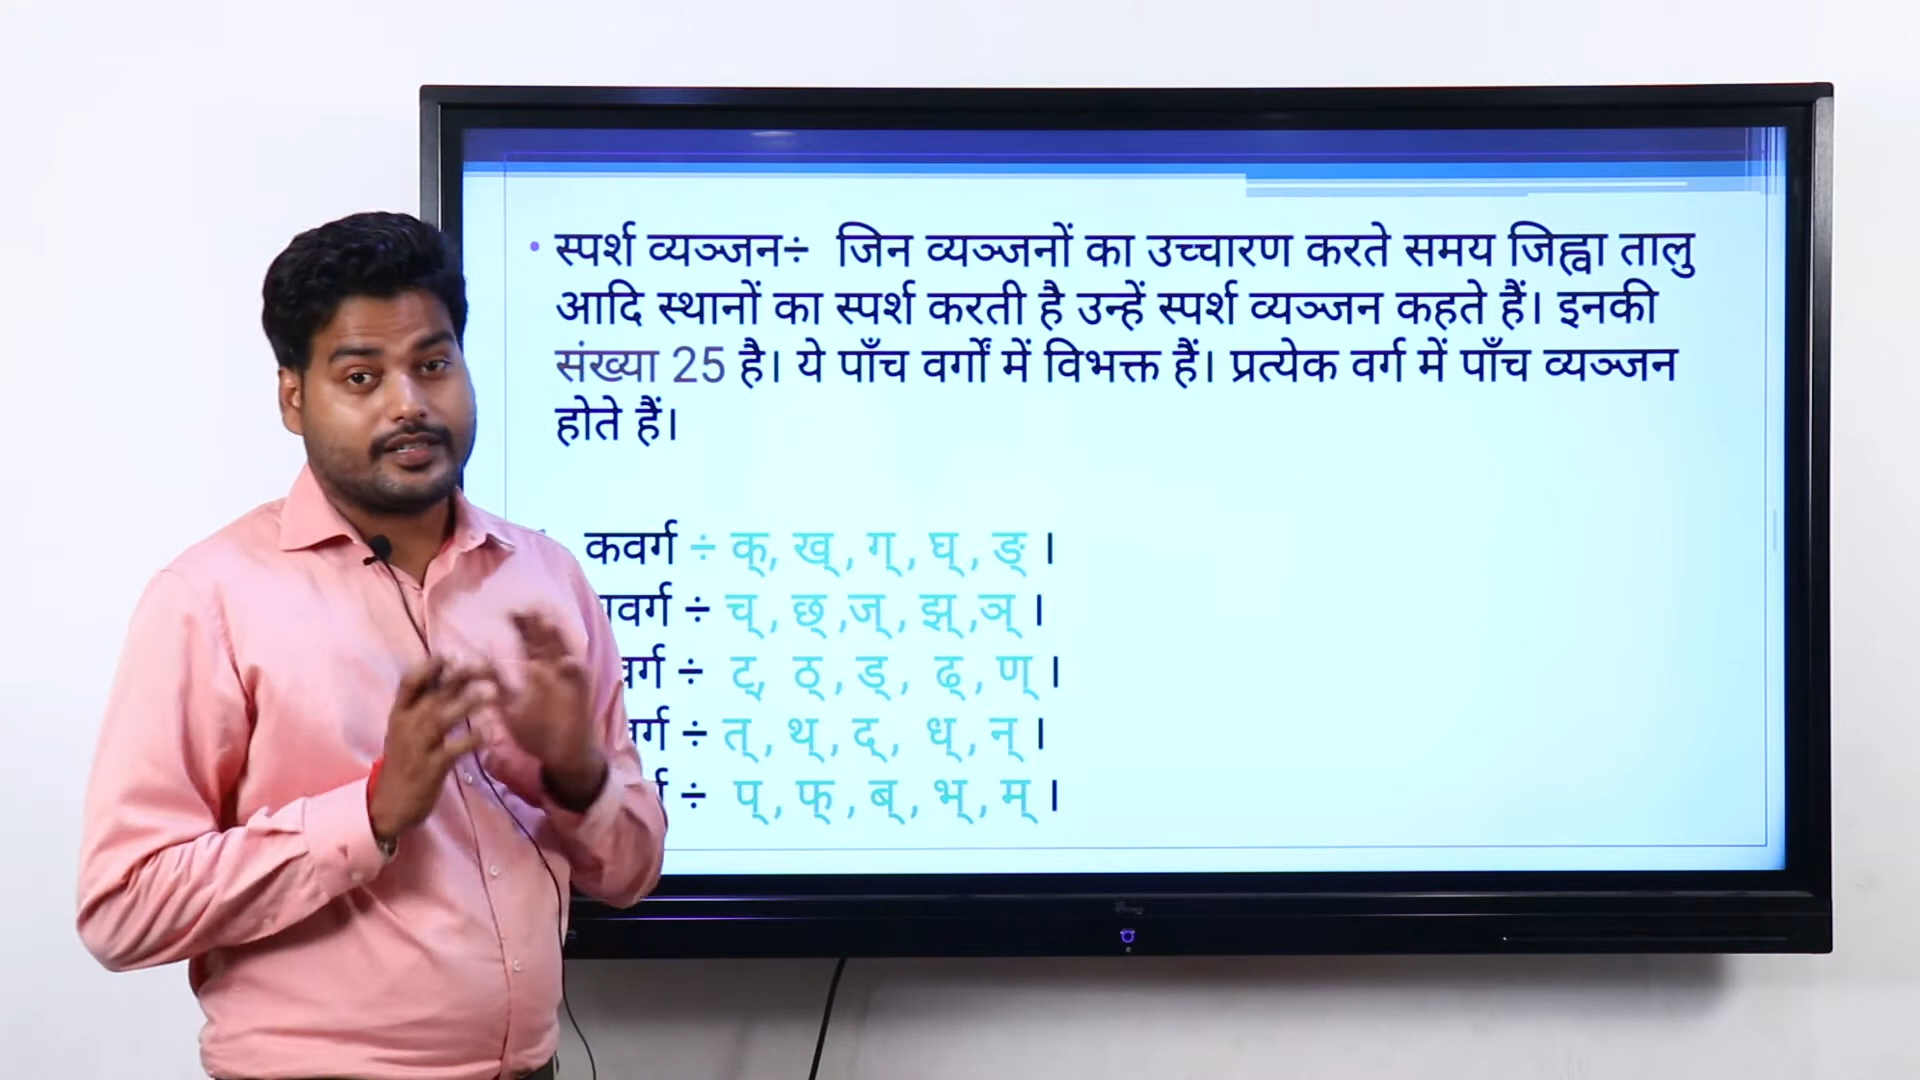 • स्पर्श व्यञ्जन÷ जिन व्यञ्जनों का उच्चारण करते समय जिह्वा तालु
आदि स्थानों का स्पर्श करती है उन्हें स्पर्श व्यञ्जन कहते हैं। इनकी
संख्या 25 है। ये पाँच वर्गों में विभक्त हैं। प्रत्येक वर्ग में पाँच व्यञ्जन
होते हैं।
कवर्ग ÷ क्, ख् , ग्, घ् , ङ् ।
÷ च् , छ् ,ज् , झ् ,ञ् ।
÷ ट्, ठ् , ड् , ढ् , ण् ।
÷ त् , थ् , द् , ध् , न् ।
÷ प् , फ् , ब् , भ् , म् ।